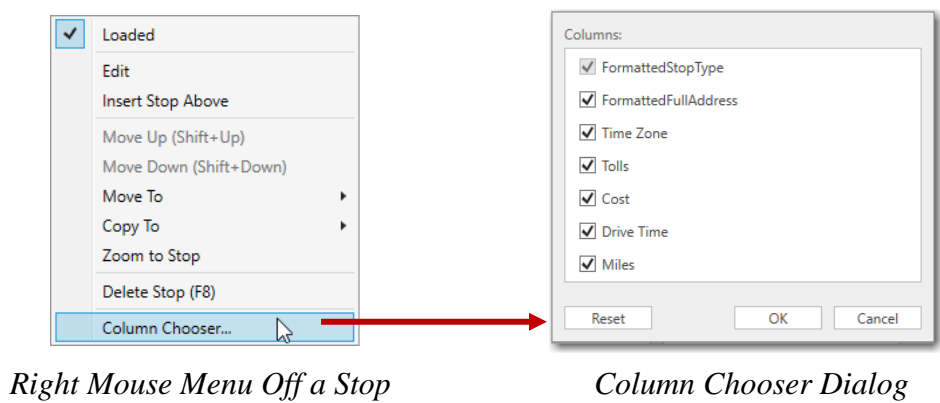 Loaded
Edit
Insert Stop Above
Move Up (Shift+Up)
Move Down (Shift+Down)
Move To
Copy To
Zoom to Stop
Delete Stop (F8)
Column Chooser...
Right Mouse Menu Off a Stop
Columns:
FormattedStopType
FormattedFullAddress
Time Zone
Tolls
Cost
Drive Time
Miles
Reset OK Cancel
Column Chooser Dialog